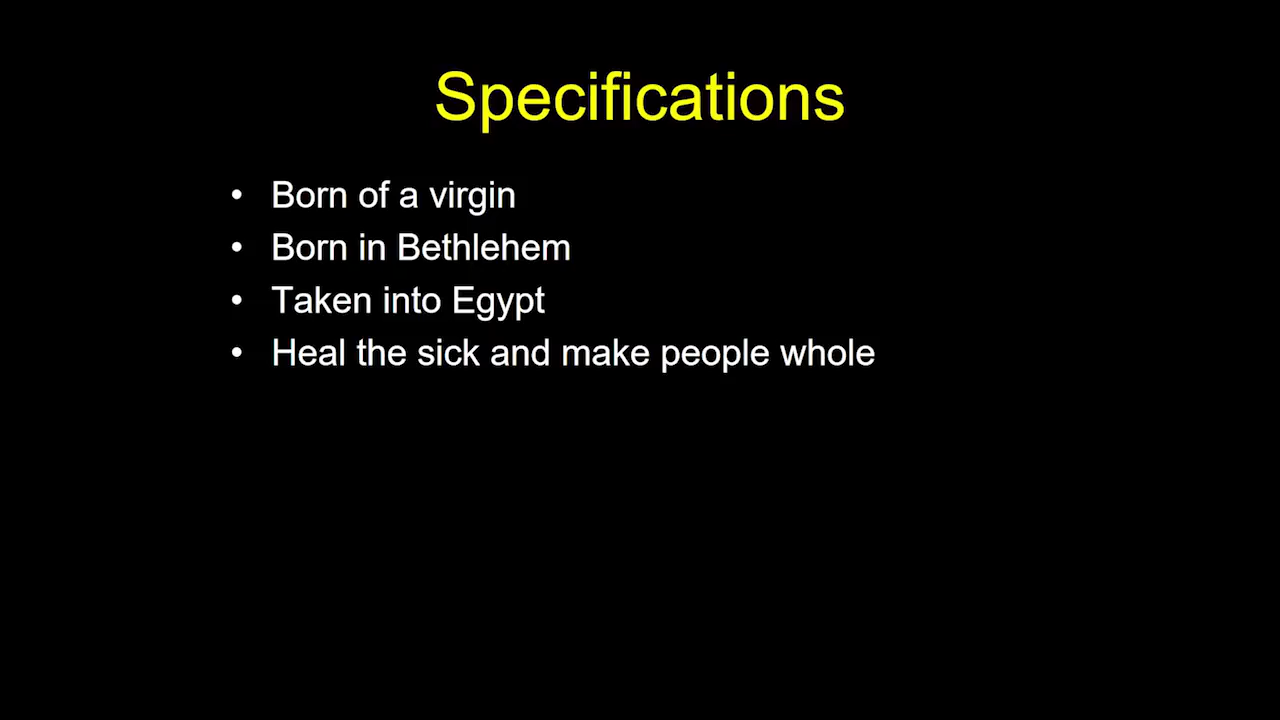 Specifications
• Born of a virgin
• Born in Bethlehem
• Taken into Egypt
• Heal the sick and make people whole